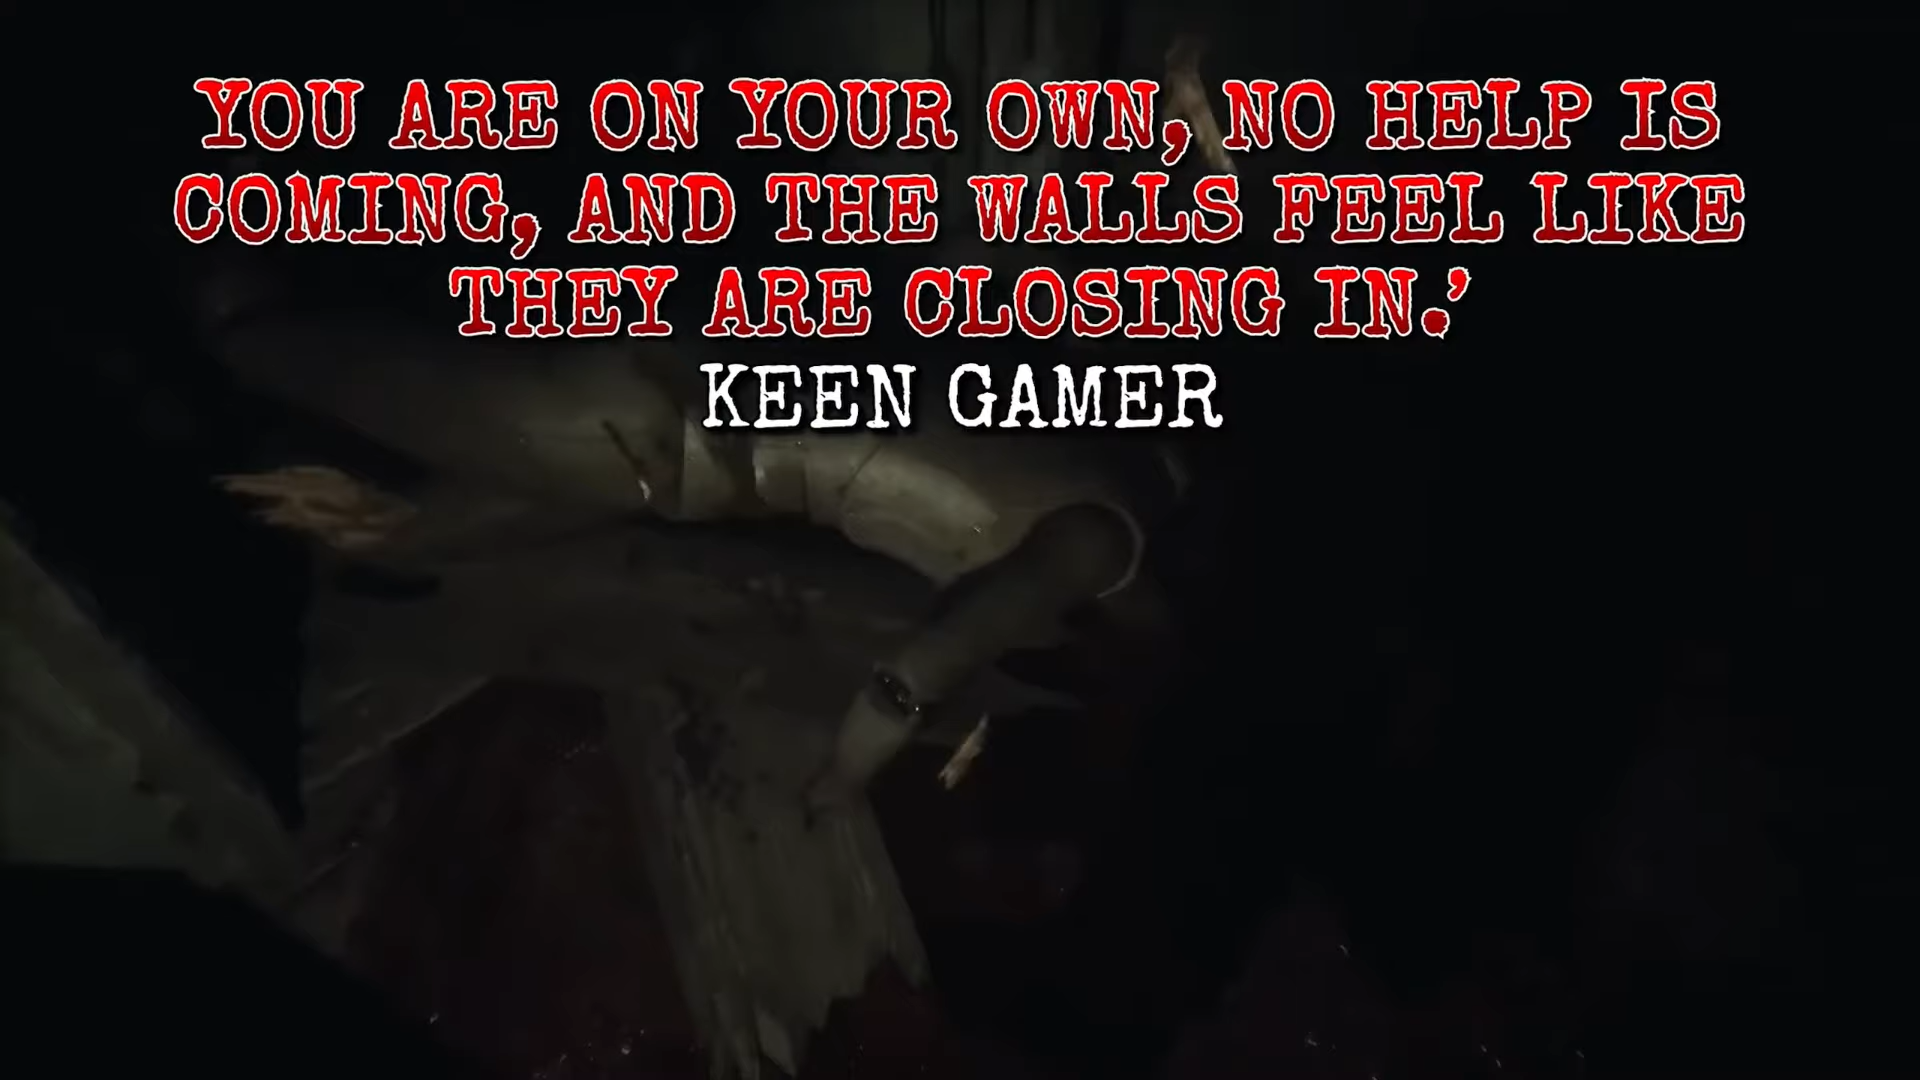 YOU ARE ON YOUR OWN, NO HELP IS
COMING, AND THE WALLS FEEL LIKE
THEY ARE CLOSING IN.’
KEEN GAMER